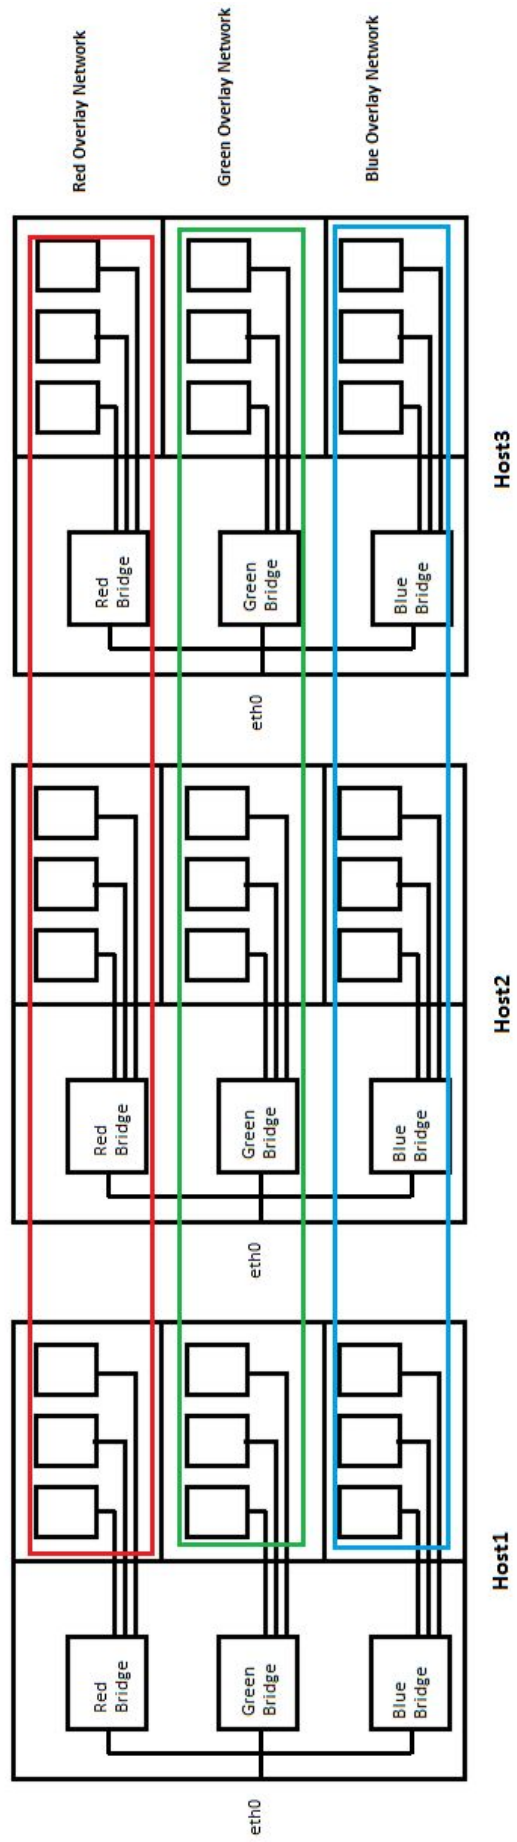 Red Overlay Network
Green Overlay Network
Blue Overlay Network
Red
Bridge
Green
Bridge
Blue
Bridge
eth0
Host1
Red
Bridge
Green
Bridge
Blue
Bridge
eth0
Host2
Red
Bridge
Green
Bridge
Blue
Bridge
eth0
Host3